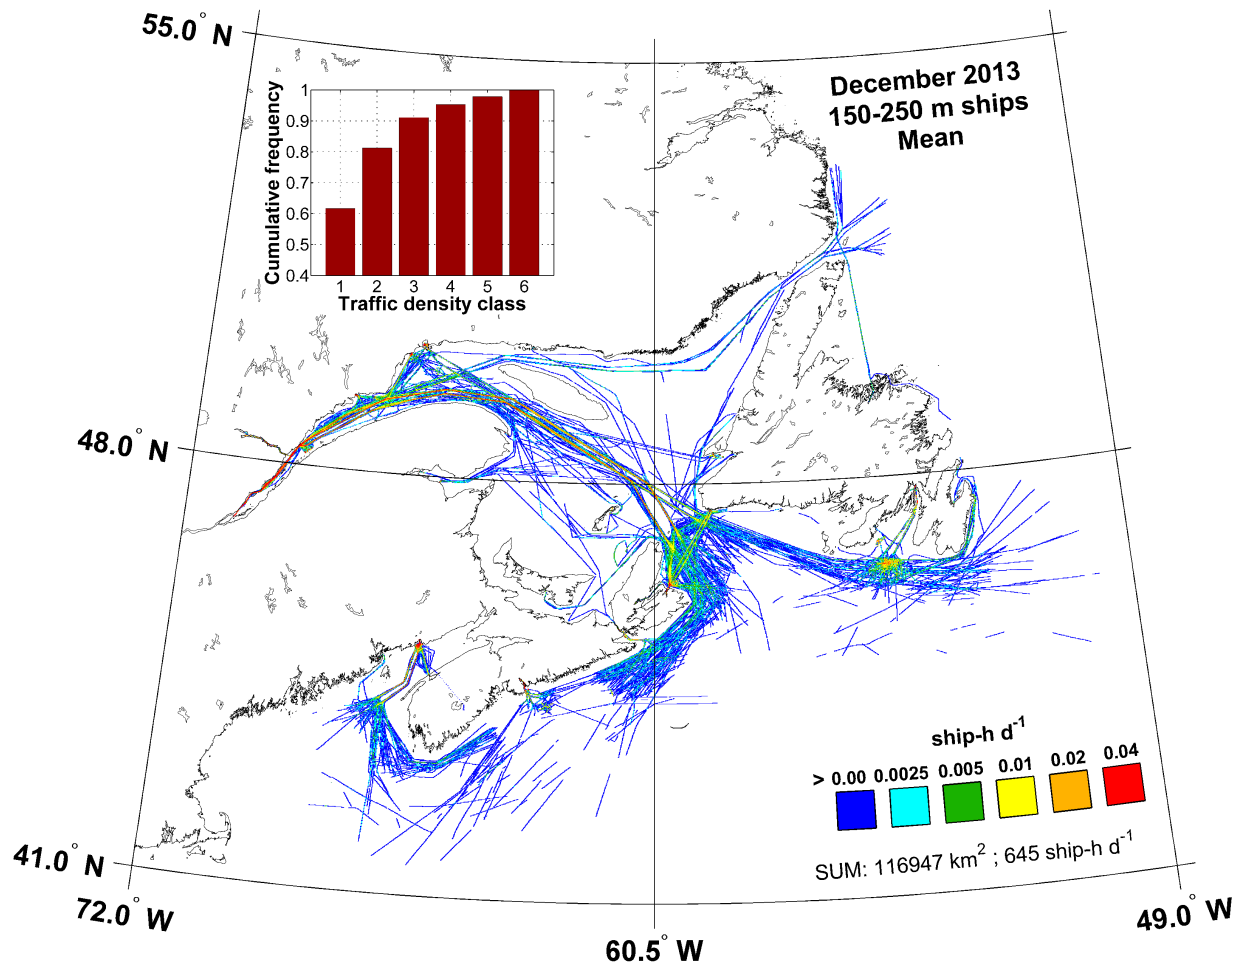 55.0° N
December 2013
150-250 m ships
Mean
Cumulative frequency
1
0.9
0.8
0.7
0.6
0.5
0.4
1 2 3 4 5 6
Traffic density class
48.0° N
ship-h d⁻¹
> 0.00 0.0025 0.005 0.01 0.02 0.04
SUM: 116947 km² ; 645 ship-h d⁻¹
41.0° N
72.0° W
60.5° W
49.0° W